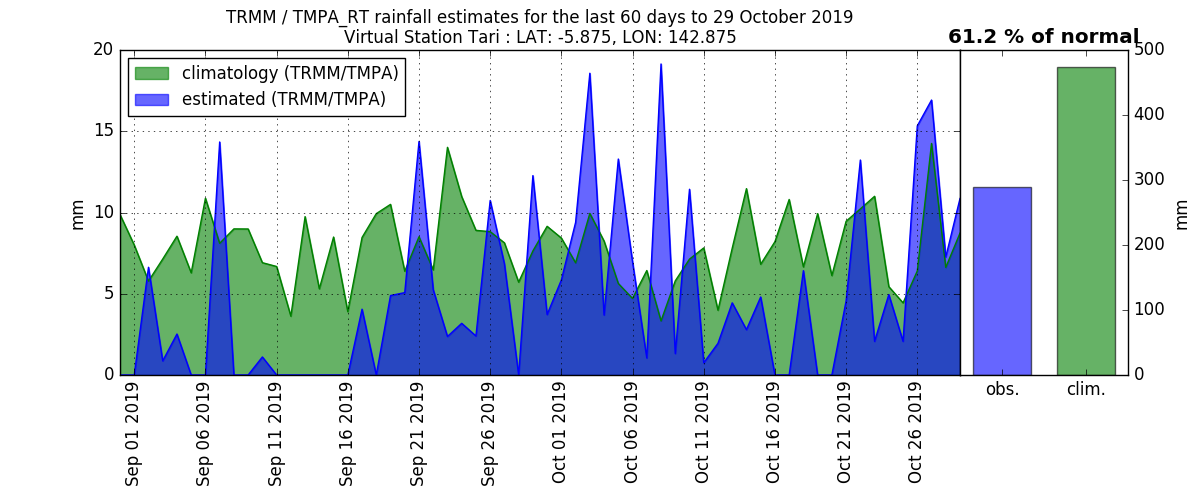 TRMM / TMPA_RT rainfall estimates for the last 60 days to 29 October 2019
Virtual Station Tari : LAT: -5.875, LON: 142.875
61.2 % of normal
climatology (TRMM/TMPA)
estimated (TRMM/TMPA)
20
15
10
5
0
mm
500
400
300
200
100
0
mm
Sep 01 2019
Sep 06 2019
Sep 11 2019
Sep 16 2019
Sep 21 2019
Sep 26 2019
Oct 01 2019
Oct 06 2019
Oct 11 2019
Oct 16 2019
Oct 21 2019
Oct 26 2019
obs.
clim.